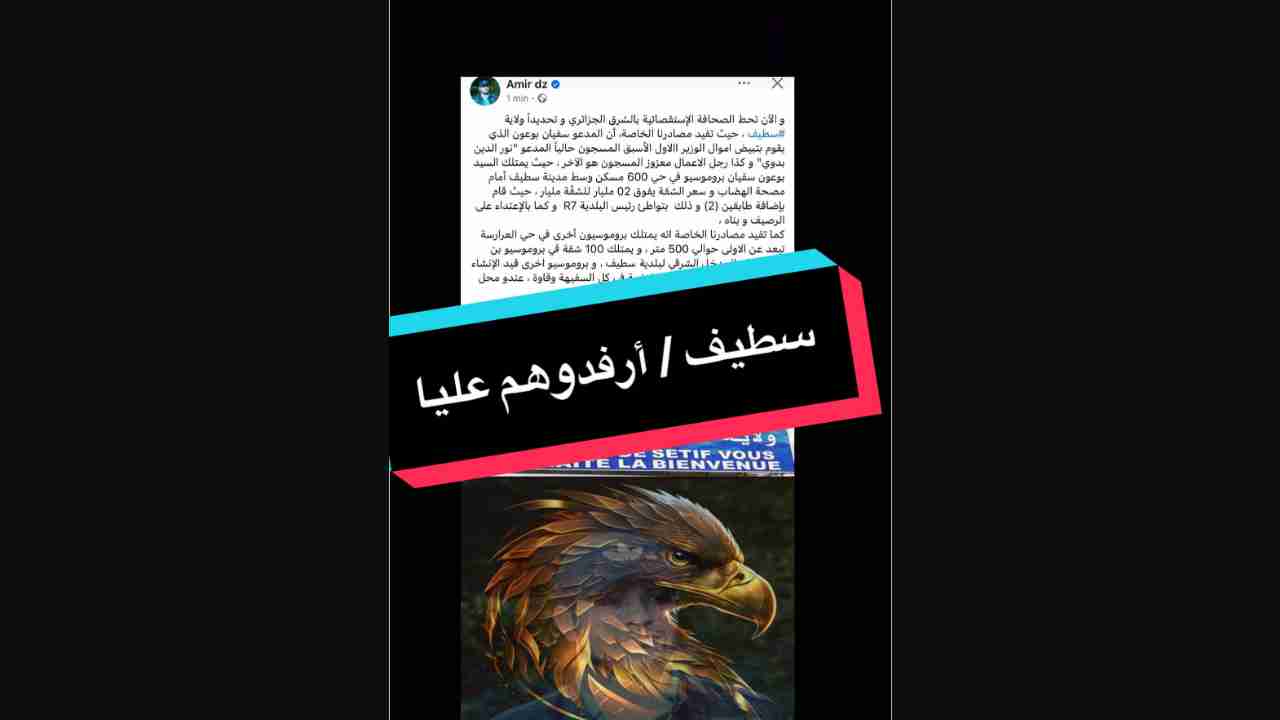 Amir dz
1 min
و الآن تحط الصحافة الإستقصائية بالشرق الجزائري و تحديداً ولاية
#سطيف ، حيث تفيد مصادرنا الخاصة، أن المدعو سفيان بوعون الذي
يقوم بتبيض اموال الوزير الاول الأسبق المسجون حالياً المدعو "نور الدين
بدوي" و كذا رجل الاعمال معزوز المسجون هو الآخر ، حيث يمتلك السيد
بوعون سفيان بروموسيو في حي 600 مسكن وسط مدينة سطيف أمام
مصحة الهضاب و سعر الشقة يفوق 02 مليار للشقّة مليار ، حيث قام
بإضافة طابقين (2) و ذلك بتواطئ رئيس البلدية R7 و كما بالإعتداء على
الرصيف و بناه ،
كما تفيد مصادرنا الخاصة انه يمتلك بروموسيون أخرى في حي العرارسة
تبعد عن الاولى حوالي 500 متر ، و يمتلك 100 شقة في بروموسيو بن
الشرقي لبلدية سطيف ، و بروموسيو اخرى قيد الإنشاء
في كل السفيهة وقاوة ، عندو محل
سطيف / أرفدوهم عليا
ولاية
DE SETIF VOUS
LA BIENVENUE